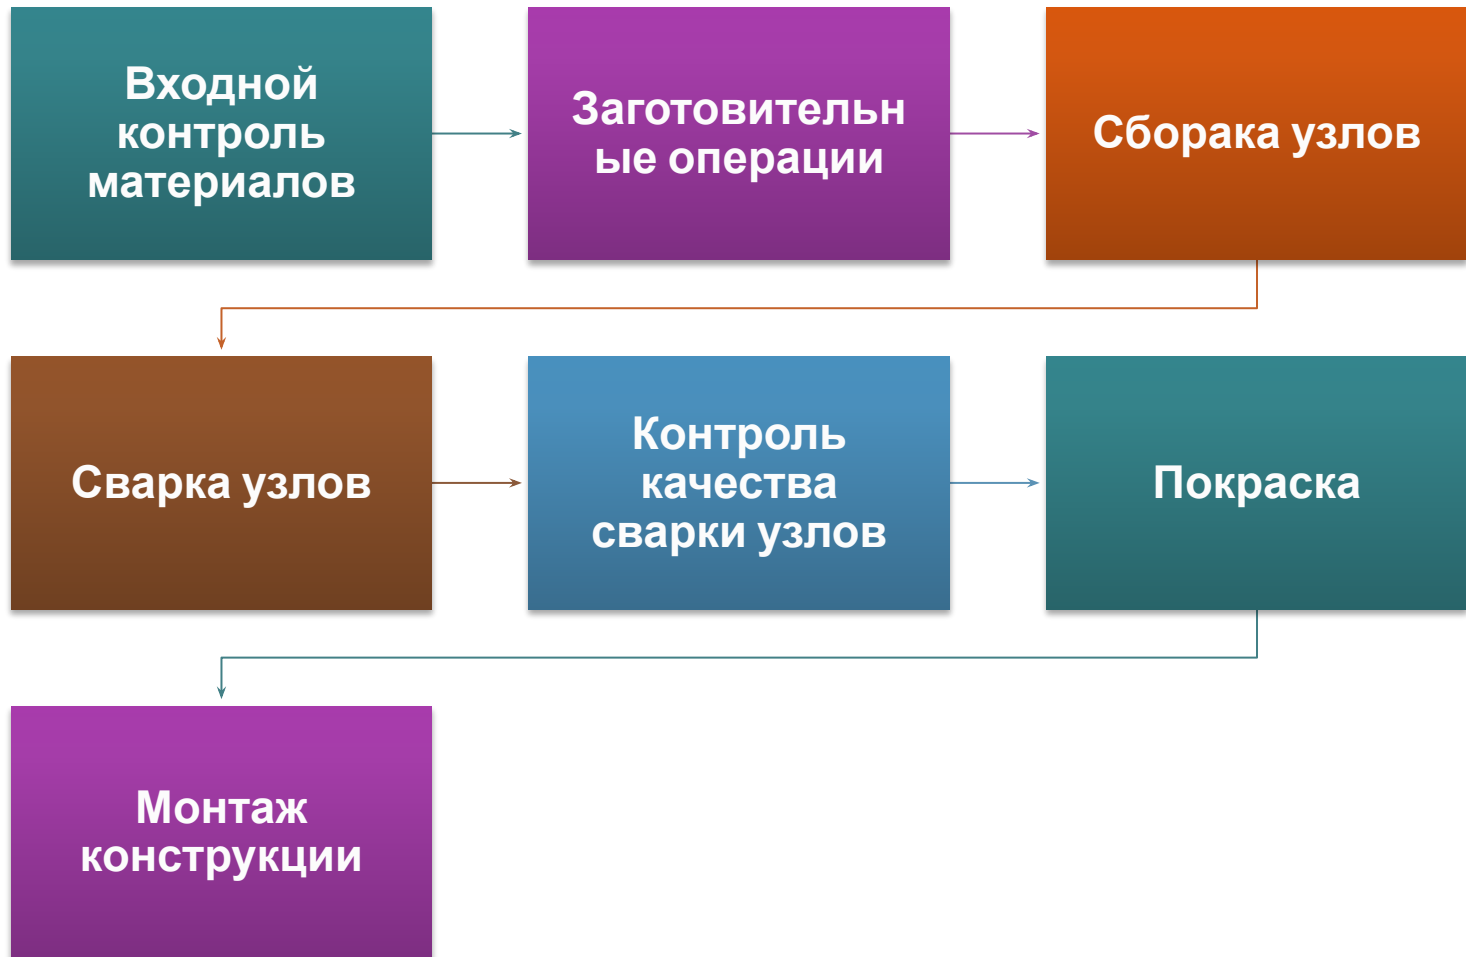 Входной
контроль
материалов
Заготовительн
ые операции
Сборака узлов
Сварка узлов
Контроль
качества
сварки узлов
Покраска
Монтаж
конструкции